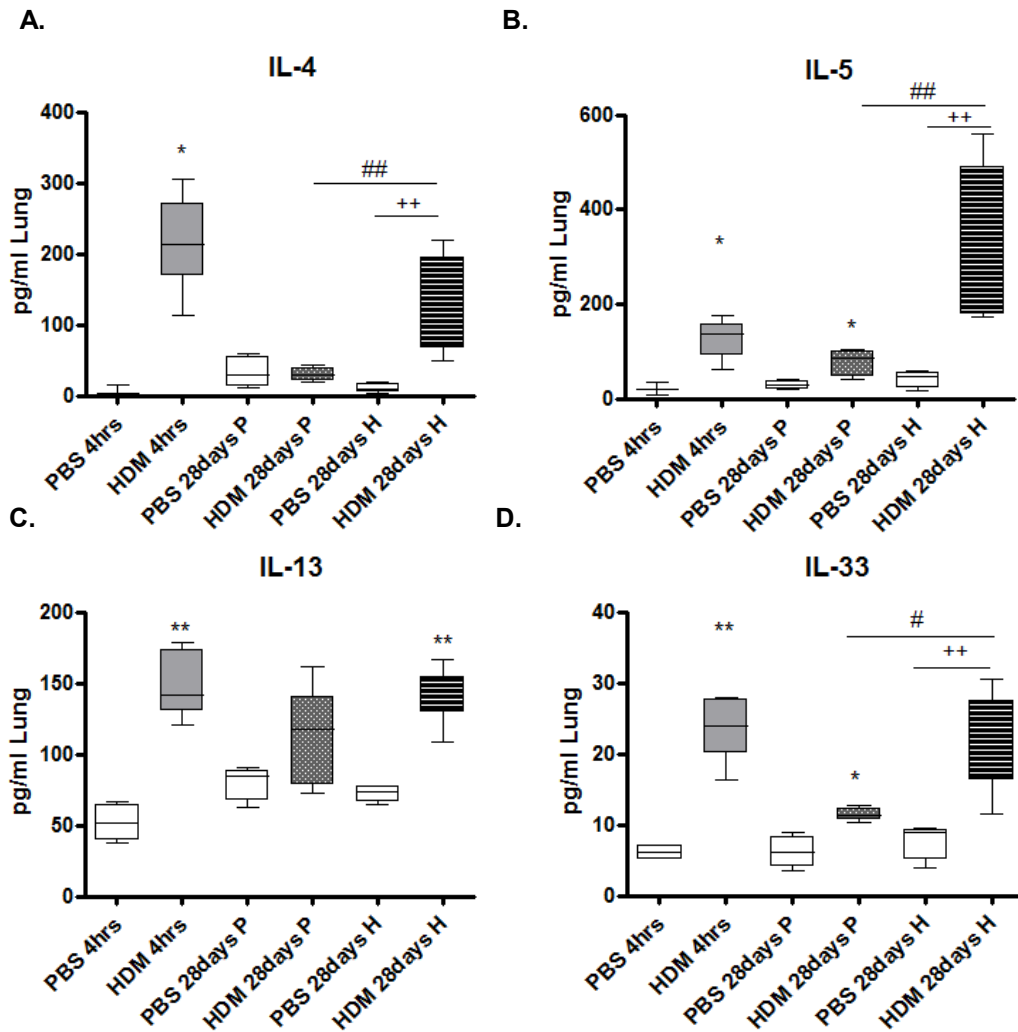 A.
IL-4
pg/ml Lung
400
300
200
100
0
*
##
++
PBS 4hrs
HDM 4hrs
PBS 28days P
HDM 28days P
PBS 28days H
HDM 28days H
B.
IL-5
pg/ml Lung
600
400
200
0
*
*
##
++
PBS 4hrs
HDM 4hrs
PBS 28days P
HDM 28days P
PBS 28days H
HDM 28days H
C.
IL-13
pg/ml Lung
200
150
100
50
0
**
**
PBS 4hrs
HDM 4hrs
PBS 28days P
HDM 28days P
PBS 28days H
HDM 28days H
D.
IL-33
pg/ml Lung
40
30
20
10
0
**
*
#
++
PBS 4hrs
HDM 4hrs
PBS 28days P
HDM 28days P
PBS 28days H
HDM 28days H